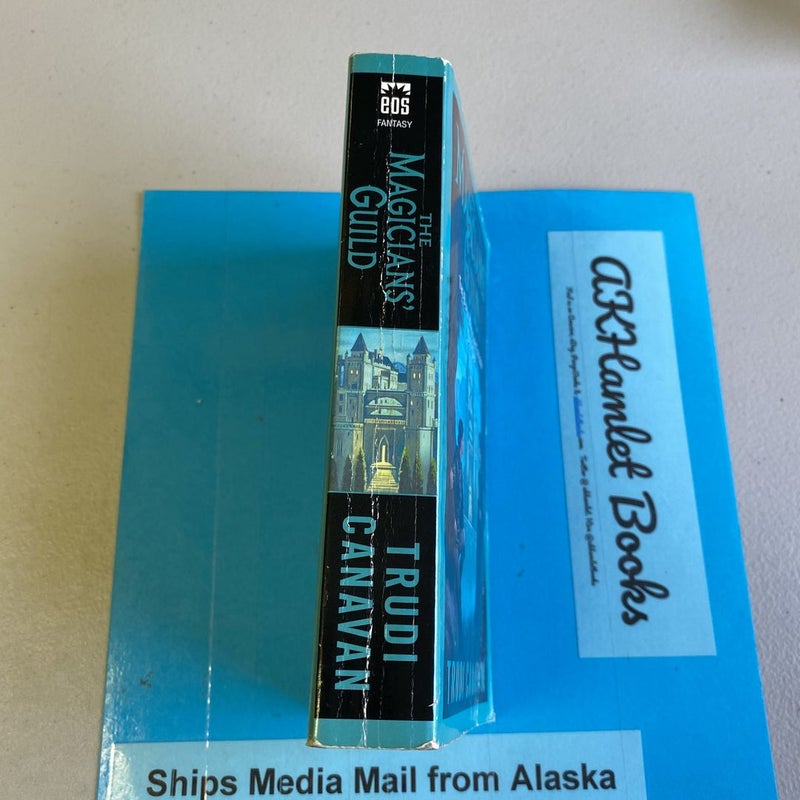 eos
FANTASY
THE
MAGICIANS'
GUILD
TRUDI
CANAVAN
AKHamlet Books
Ships Media Mail from Alaska